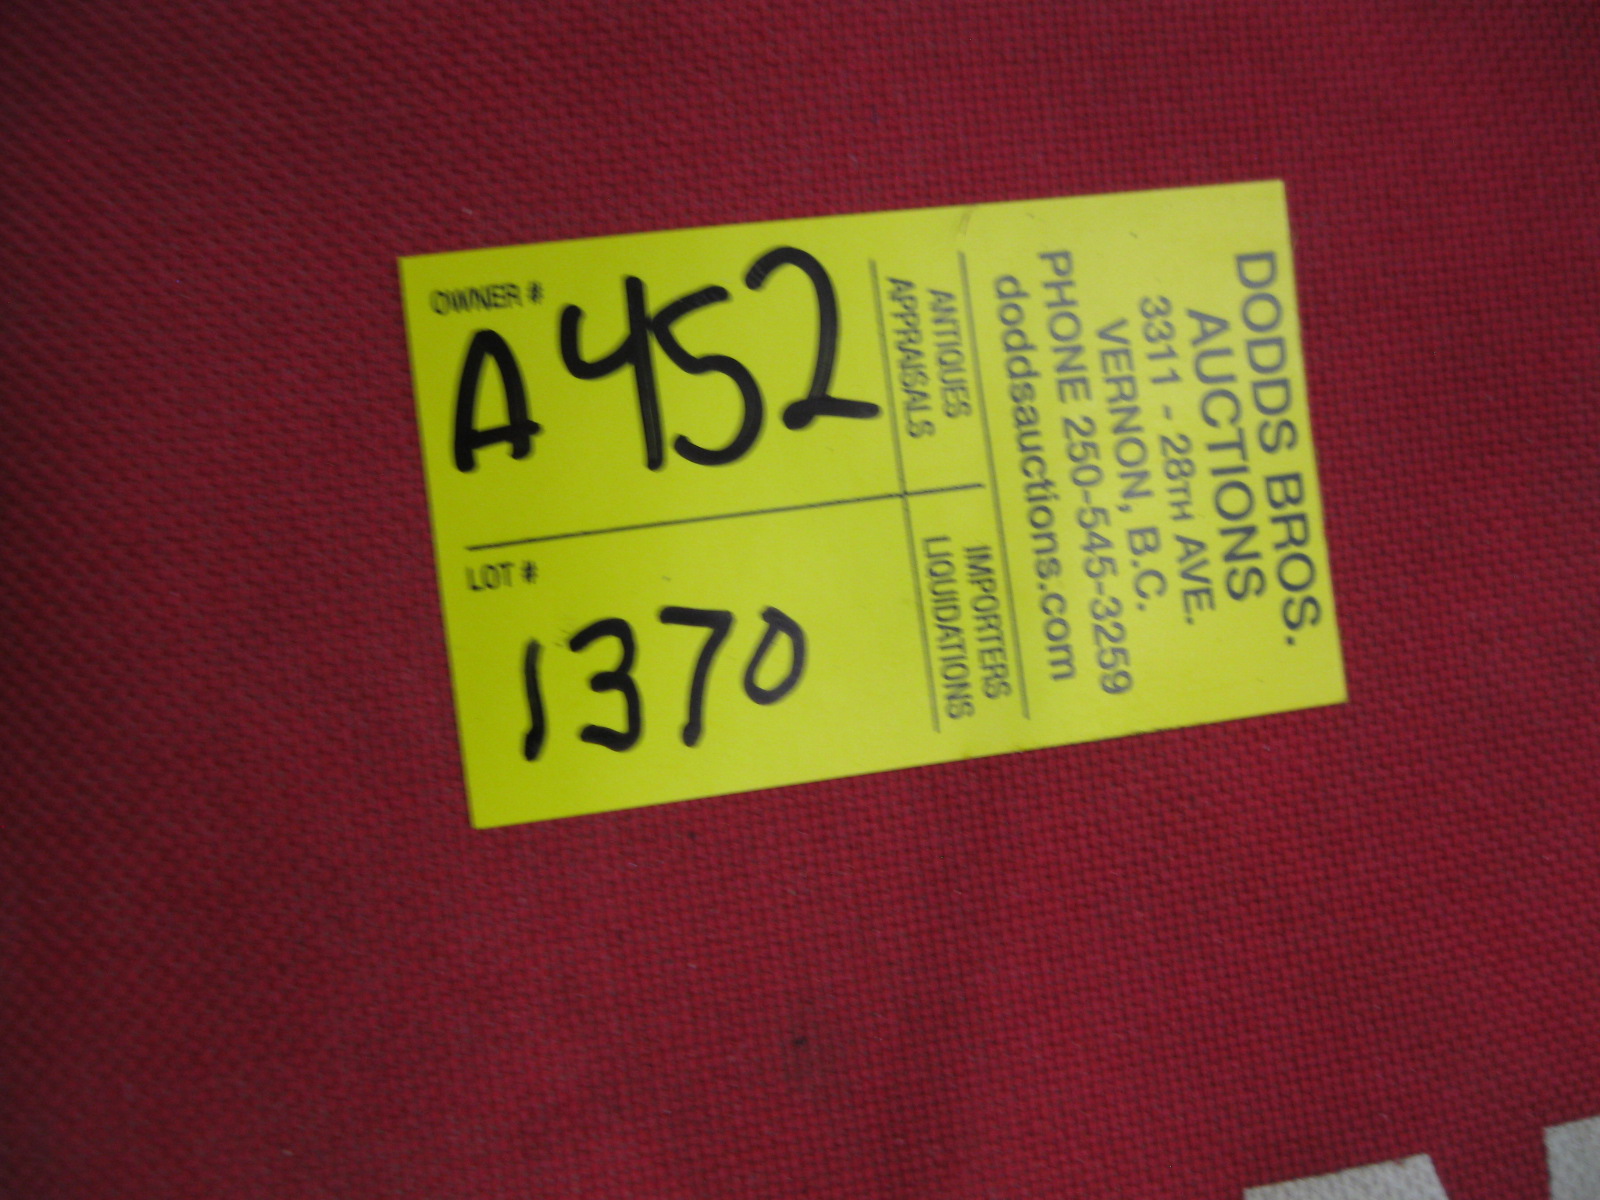 DODDS BROS.
AUCTIONS
3311 - 28TH AVE.
VERNON, B.C.
PHONE 250-545-3259
doddsauctions.com
ANTIQUES
APPRAISALS
IMPORTERS
LIQUIDATIONS
OWNER #
A452
LOT #
1370